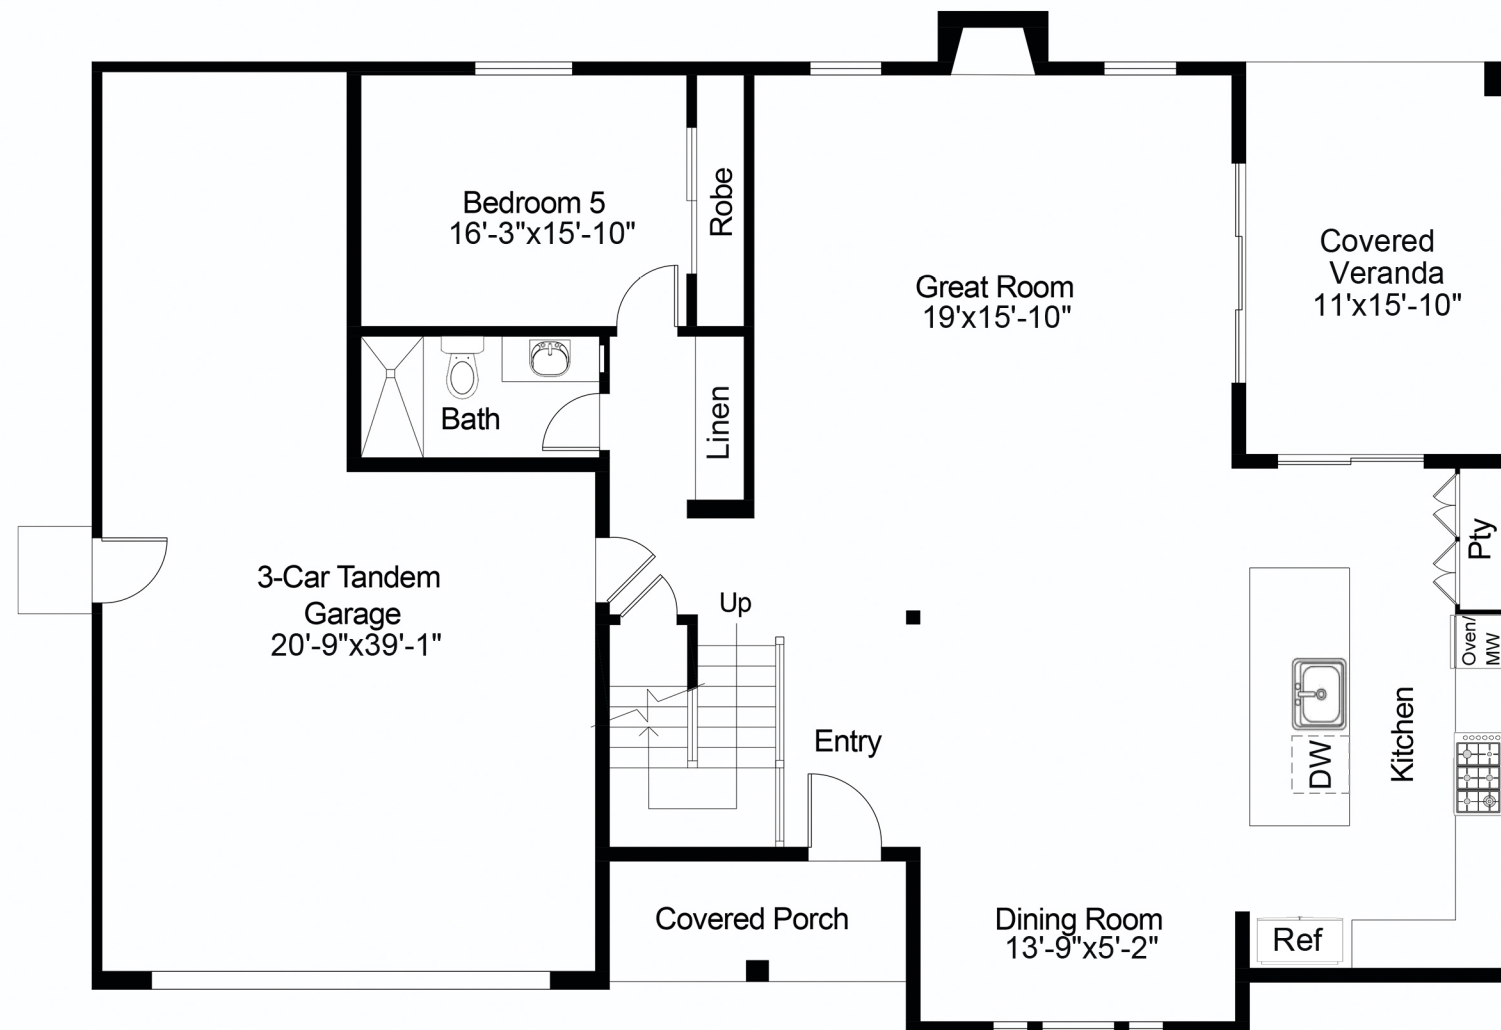 Bedroom 5
16'-3"x15'-10"
Robe
Great Room
19'x15'-10"
Covered
Veranda
11'x15'-10"
Bath
Linen
3-Car Tandem
Garage
20'-9"x39'-1"
Up
Entry
Pty
Oven/
MW
Kitchen
DW
Covered Porch
Dining Room
13'-9"x5'-2"
Ref